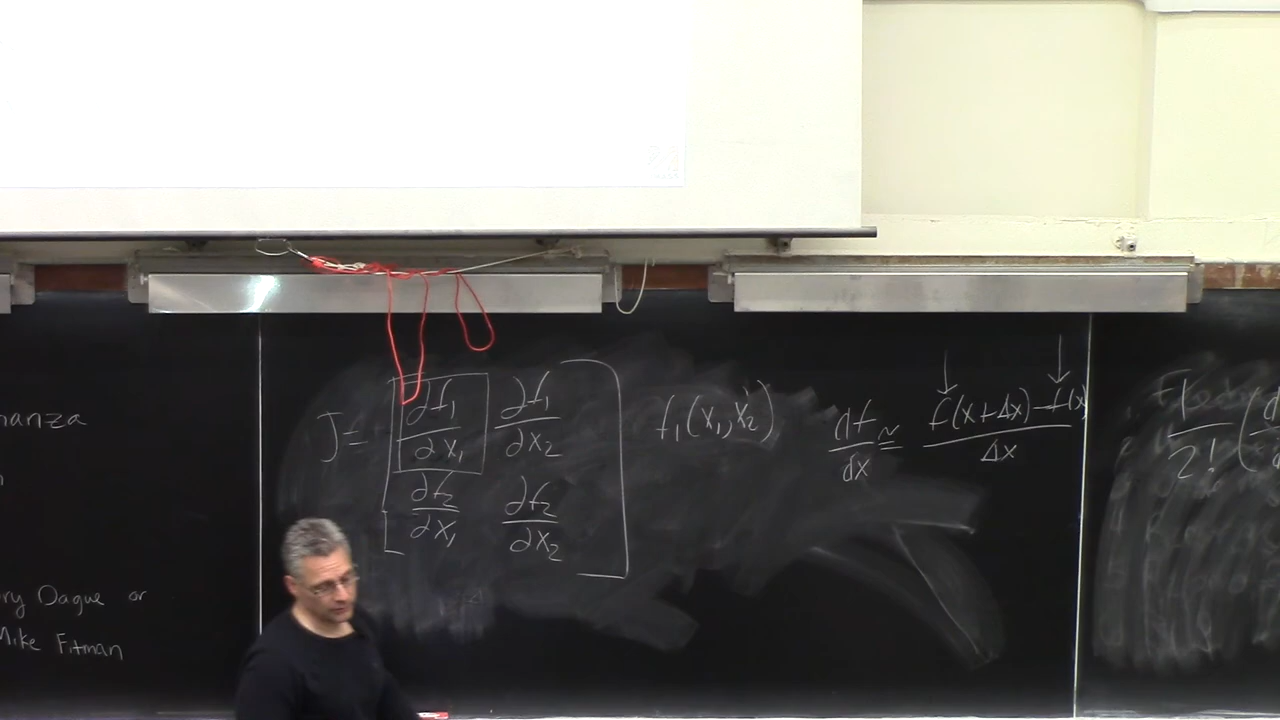 J = [ ∂f₁/∂x₁ ∂f₁/∂x₂
∂f₂/∂x₁ ∂f₂/∂x₂ ]
f₁(x₁,x₂)
df/dx ≅ (f(x+Δx)-f(x))/Δx
2!
ry Dague or
Mike Fitman